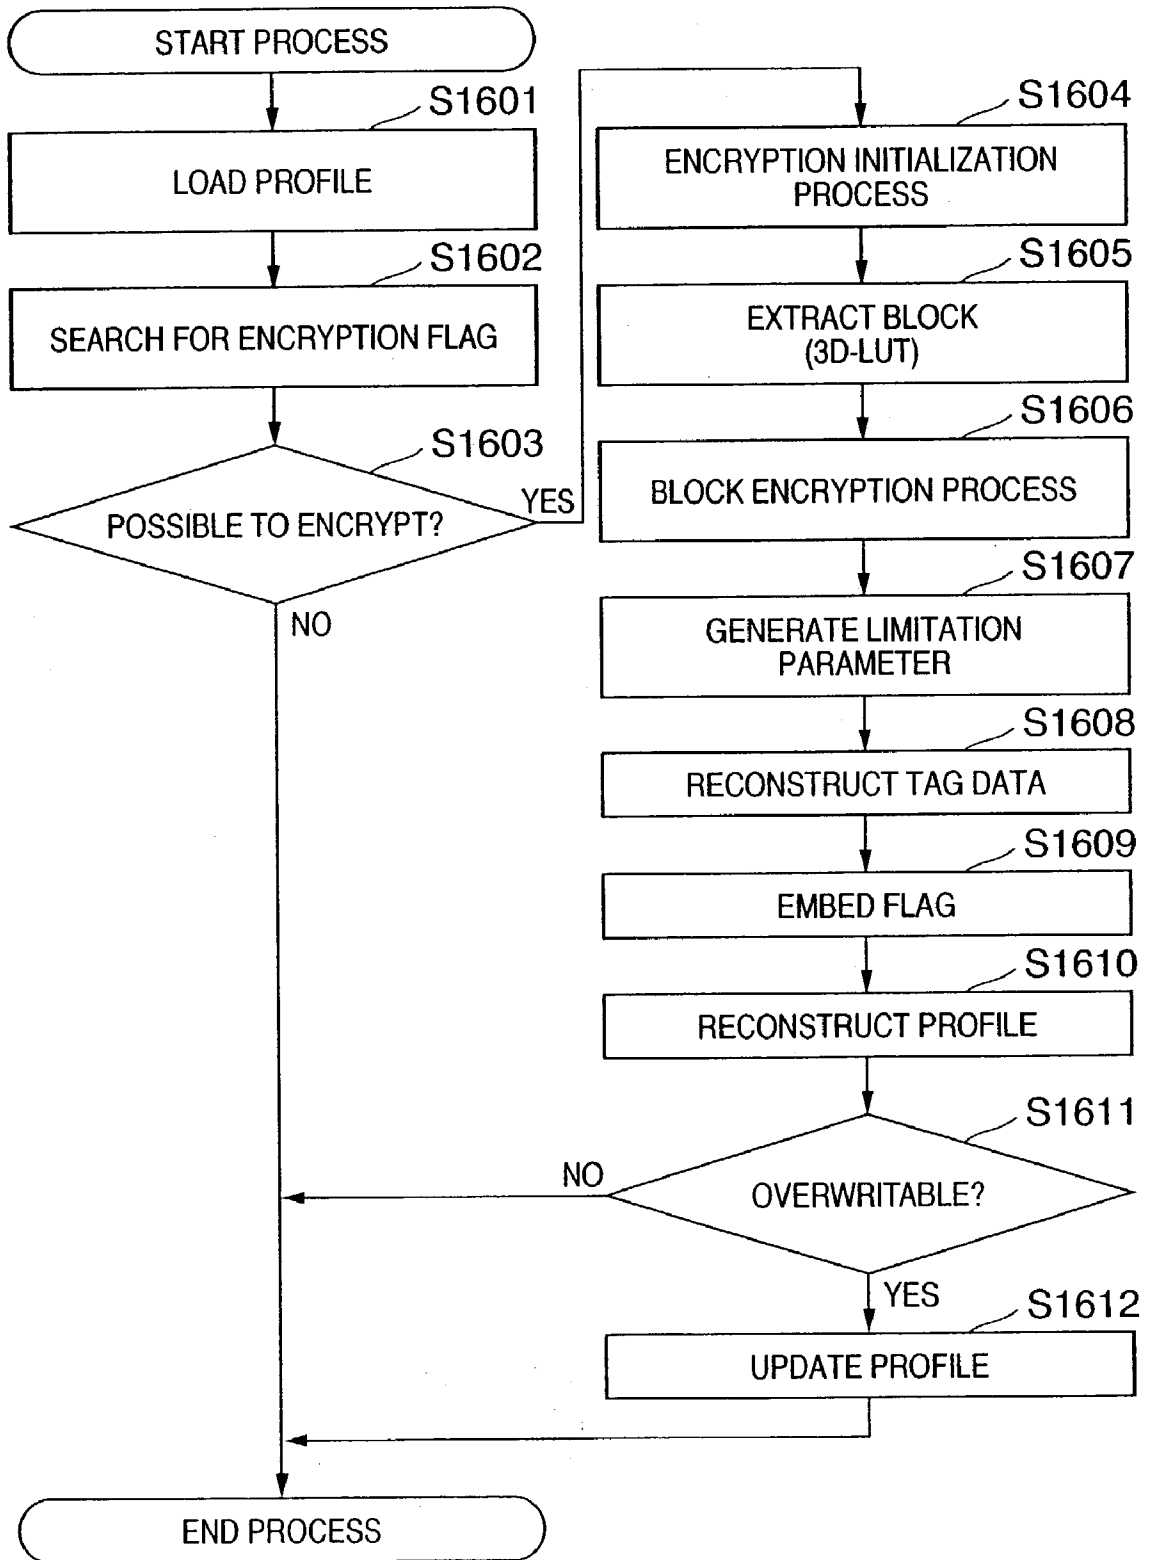 START PROCESS
S1601
LOAD PROFILE
S1602
SEARCH FOR ENCRYPTION FLAG
S1603
POSSIBLE TO ENCRYPT?
YES
NO
S1604
ENCRYPTION INITIALIZATION
PROCESS
S1605
EXTRACT BLOCK
(3D-LUT)
S1606
BLOCK ENCRYPTION PROCESS
S1607
GENERATE LIMITATION
PARAMETER
S1608
RECONSTRUCT TAG DATA
S1609
EMBED FLAG
S1610
RECONSTRUCT PROFILE
S1611
OVERWRITABLE?
NO
YES
S1612
UPDATE PROFILE
END PROCESS